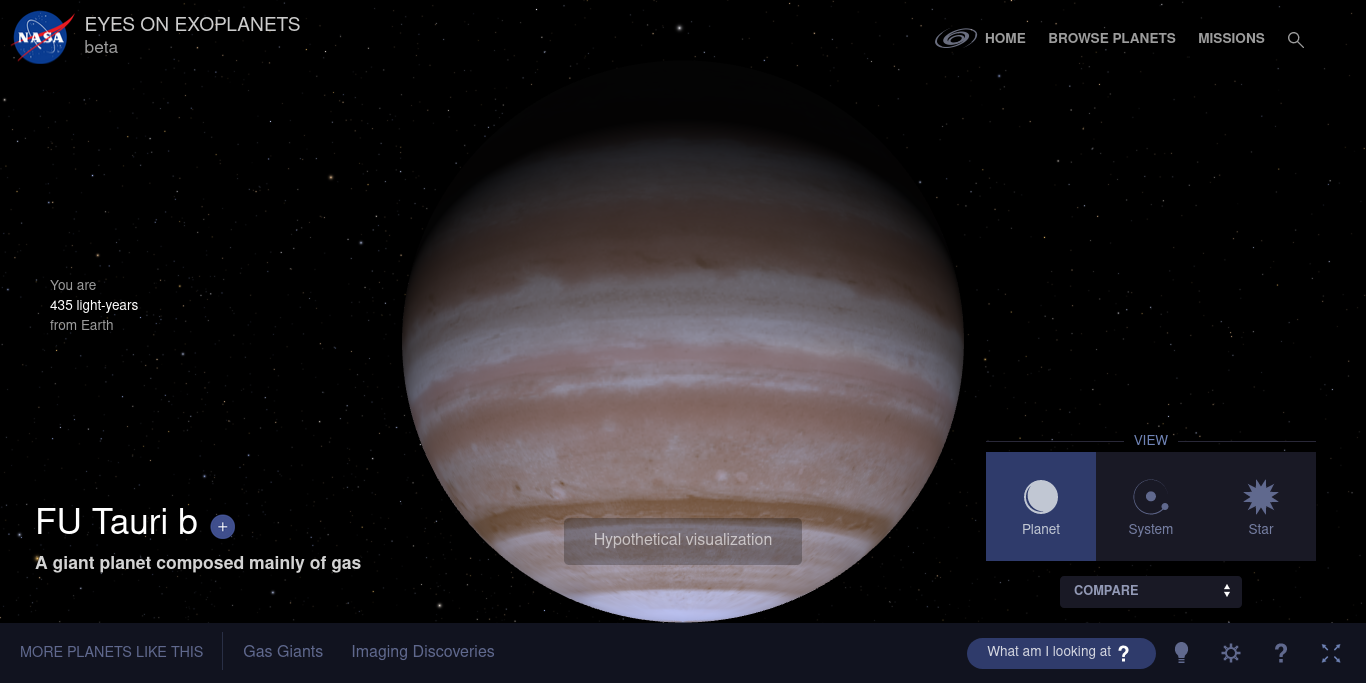 NASA
EYES ON EXOPLANETS
beta
HOME
BROWSE PLANETS
MISSIONS
You are
435 light-years
from Earth
FU Tauri b +
A giant planet composed mainly of gas
Hypothetical visualization
VIEW
Planet
System
Star
COMPARE
MORE PLANETS LIKE THIS
Gas Giants
Imaging Discoveries
What am I looking at ?
?